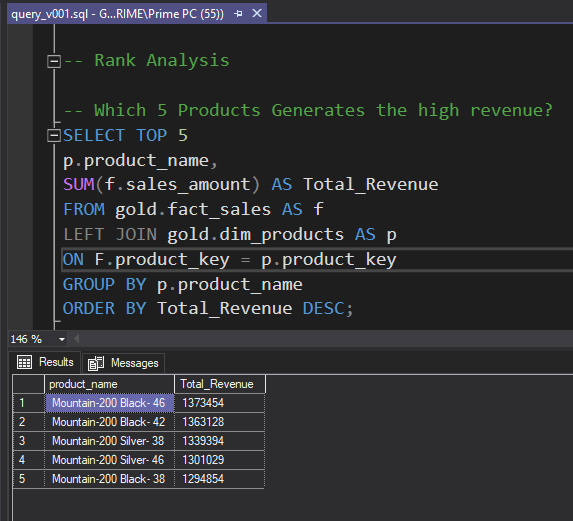 query_v001.sql - G...RIME\Prime PC (55))
-- Rank Analysis
-- Which 5 Products Generates the high revenue?
SELECT TOP 5
p.product_name,
SUM(f.sales_amount) AS Total_Revenue
FROM gold.fact_sales AS f
LEFT JOIN gold.dim_products AS p
ON F.product_key = p.product_key
GROUP BY p.product_name
ORDER BY Total_Revenue DESC;
146 %
Results Messages
product_name Total_Revenue
1 Mountain-200 Black- 46 1373454
2 Mountain-200 Black- 42 1363128
3 Mountain-200 Silver- 38 1339394
4 Mountain-200 Silver- 46 1301029
5 Mountain-200 Black- 38 1294854